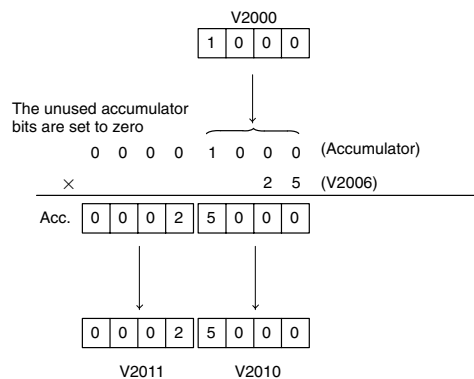 V2000
1 0 0 0
The unused accumulator
bits are set to zero
0 0 0 0 1 0 0 0 (Accumulator)
× 2 5 (V2006)
Acc. 0 0 0 2 5 0 0 0
0 0 0 2 5 0 0 0
V2011 V2010